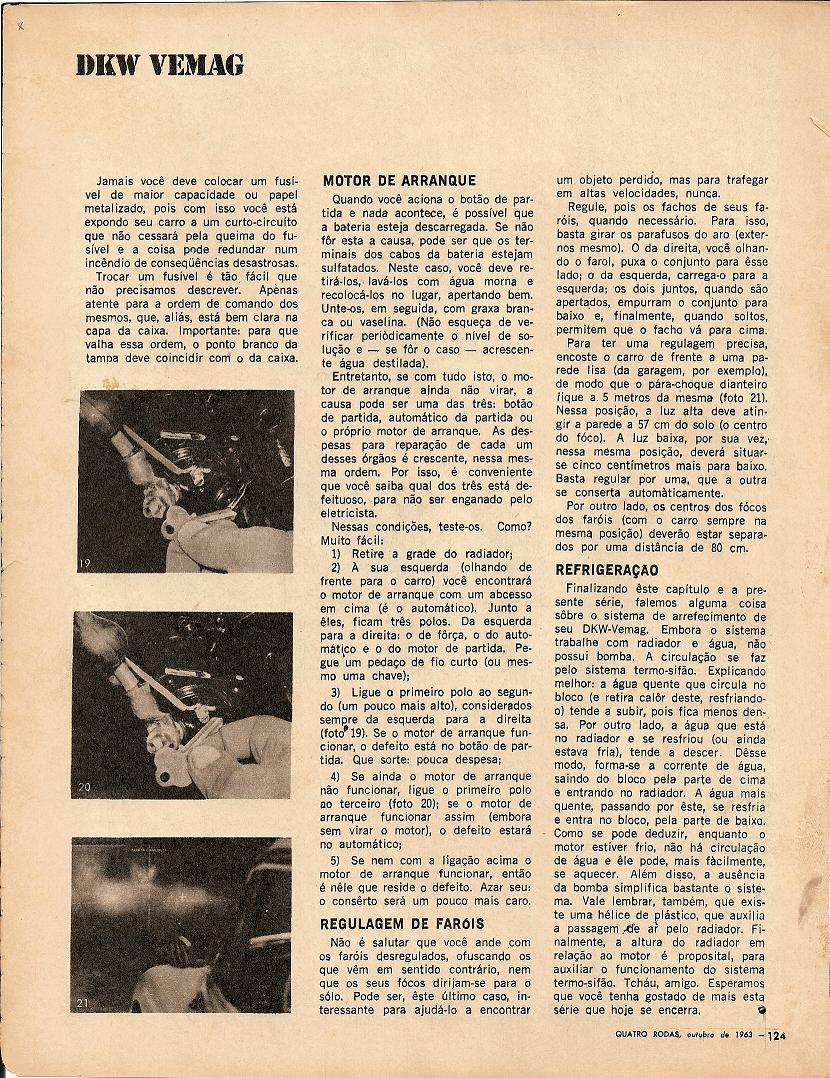 DKW VEMAG
Jamais você deve colocar um fusí-
vel de maior capacidade ou papel
metalizado, pois com isso você está
expondo seu carro a um curto-circuito
que não cessará pela queima do fu-
sível e a coisa pode redundar num
incêndio de conseqüências desastrosas.
Trocar um fusível é tão fácil que
não precisamos descrever. Apenas
atente para a ordem de comando dos
mesmos, que, aliás, está bem clara na
capa da caixa. Importante: para que
valha essa ordem, o ponto branco da
tampa deve coincidir com o da caixa.
19
20
21
MOTOR DE ARRANQUE
Quando você aciona o botão de par-
tida e nada acontece, é possível que
a bateria esteja descarregada. Se não
fôr esta a causa, pode ser que os ter-
minais dos cabos da bateria estejam
sulfatados. Neste caso, você deve re-
tirá-los, lavá-los com água morna e
recolocá-los no lugar, apertando bem.
Unte-os, em seguida, com graxa bran-
ca ou vaselina. (Não esqueça de ve-
rificar periòdicamente o nível de so-
lução e — se fôr o caso — acrescen-
te água destilada).
Entretanto, se com tudo isto, o mo-
tor de arranque ainda não virar, a
causa pode ser uma das três: botão
de partida, automático da partida ou
o próprio motor de arranque. As des-
pesas para reparação de cada um
desses órgãos é crescente, nessa mes-
ma ordem. Por isso, é conveniente
que você saiba qual dos três está de-
feituoso, para não ser enganado pelo
eletricista.
Nessas condições, teste-os. Como?
Muito fácil:
1) Retire a grade do radiador;
2) A sua esquerda (olhando de
frente para o carro) você encontrará
o motor de arranque com um abcesso
em cima (é o automático). Junto a
êles, ficam três polos. Da esquerda
para a direita: o de fôrça, o do auto-
mático e o do motor de partida. Pe-
gue um pedaço de fio curto (ou mes-
mo uma chave);
3) Ligue o primeiro polo ao segun-
do (um pouco mais alto), considerados
sempre da esquerda para a direita
(foto 19). Se o motor de arranque fun-
cionar, o defeito está no botão de par-
tida. Que sorte: pouca despesa;
4) Se ainda o motor de arranque
não funcionar, ligue o primeiro polo
ao terceiro (foto 20); se o motor de
arranque funcionar assim (embora
sem virar o motor), o defeito estará
no automático;
5) Se nem com a ligação acima o
motor de arranque funcionar, então
é nêle que reside o defeito. Azar seu:
o consêrto será um pouco mais caro.
REGULAGEM DE FARÓIS
Não é salutar que você ande com
os faróis desregulados, ofuscando os
que vêm em sentido contrário, nem
que os seus fócos dirijam-se para o
sólo. Pode ser, êste último caso, in-
teressante para ajudá-lo a encontrar
um objeto perdido, mas para trafegar
em altas velocidades, nunca.
Regule, pois os fachos de seus fa-
róis, quando necessário. Para isso,
basta girar os parafusos do aro (exter-
nos mesmo). O da direita, você olhan-
do o farol, puxa o conjunto para êsse
lado; o da esquerda, carrega-o para a
esquerda; os dois juntos, quando são
apertados, empurram o conjunto para
baixo e, finalmente, quando soltos,
permitem que o facho vá para cima.
Para ter uma regulagem precisa,
encoste o carro de frente a uma pa-
rede lisa (da garagem, por exemplo),
de modo que o pára-choque dianteiro
fique a 5 metros da mesma (foto 21).
Nessa posição, a luz alta deve atin-
gir a parede a 57 cm do solo (o centro
do fóco). A luz baixa, por sua vez,
nessa mesma posição, deverá situar-
se cinco centímetros mais para baixo.
Basta regular por uma, que a outra
se conserta automàticamente.
Por outro lado, os centros dos fócos
dos faróis (com o carro sempre na
mesma posição) deverão estar separa-
dos por uma distância de 80 cm.
REFRIGERAÇÃO
Finalizando êste capítulo e a pre-
sente série, falemos alguma coisa
sôbre o sistema de arrefecimento de
seu DKW-Vemag. Embora o sistema
trabalhe com radiador e água, não
possui bomba. A circulação se faz
pelo sistema termo-sifão. Explicando
melhor: a água quente que circula no
bloco (e retira calôr deste, resfriando-
o) tende a subir, pois fica menos den-
sa. Por outro lado, a água que está
no radiador e se resfriou (ou ainda
estava fria), tende a descer. Dêsse
modo, forma-se a corrente de água,
saindo do bloco pela parte de cima
e entrando no radiador. A água mais
quente, passando por êste, se resfria
e entra no bloco, pela parte de baixo.
Como se pode deduzir, enquanto o
motor estiver frio, não há circulação
de água e êle pode, mais fàcilmente,
se aquecer. Além disso, a ausência
da bomba simplifica bastante o siste-
ma. Vale lembrar, também, que exis-
te uma hélice de plástico, que auxilia
a passagem de ar pelo radiador. Fi-
nalmente, a altura do radiador em
relação ao motor é proposital, para
auxiliar o funcionamento do sistema
termo-sifão. Tcháu, amigo. Esperamos
que você tenha gostado de mais esta
série que hoje se encerra.
QUATRO RODAS, outubro de 1963 — 124